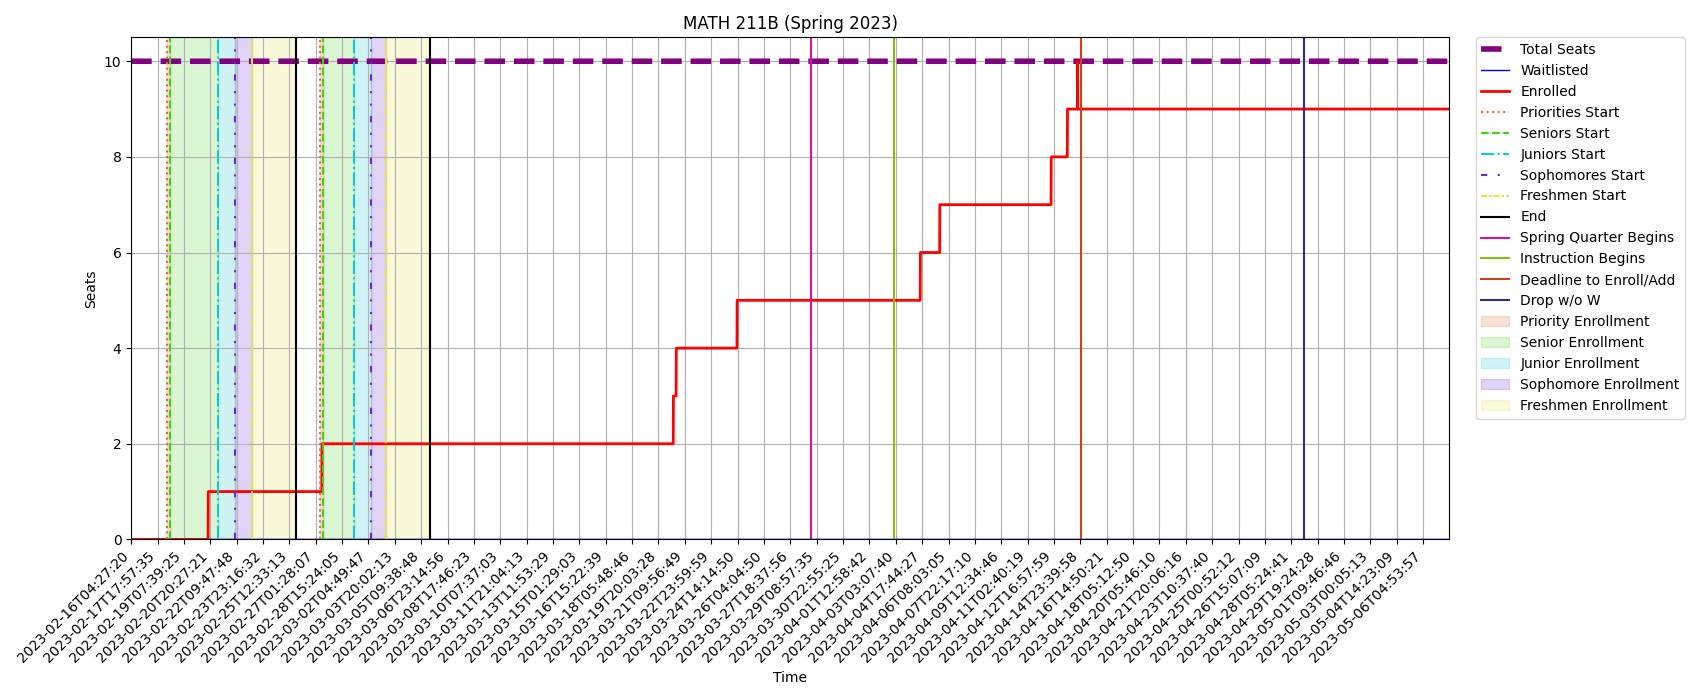 MATH 211B (Spring 2023)
10
8
6
4
2
0
Seats
2023-02-16T04:27:20
2023-02-17T17:57:35
2023-02-19T07:39:25
2023-02-20T20:27:21
2023-02-22T09:47:48
2023-02-23T23:16:32
2023-02-25T12:33:13
2023-02-27T01:28:07
2023-02-28T15:24:05
2023-03-02T04:49:47
2023-03-03T20:02:13
2023-03-05T09:38:48
2023-03-06T23:14:56
2023-03-08T17:46:23
2023-03-10T07:37:03
2023-03-11T21:04:13
2023-03-13T11:53:29
2023-03-15T01:29:03
2023-03-16T15:22:39
2023-03-18T05:48:46
2023-03-19T20:03:28
2023-03-21T09:56:49
2023-03-22T23:59:59
2023-03-24T14:14:50
2023-03-26T04:04:50
2023-03-27T18:37:56
2023-03-29T08:57:35
2023-03-30T22:55:25
2023-04-01T12:58:42
2023-04-03T03:07:40
2023-04-04T17:44:27
2023-04-06T08:03:05
2023-04-07T22:17:10
2023-04-09T12:34:46
2023-04-11T02:40:19
2023-04-12T16:57:59
2023-04-14T23:39:58
2023-04-16T14:50:21
2023-04-18T05:12:50
2023-04-20T05:46:10
2023-04-21T20:06:16
2023-04-23T10:37:40
2023-04-25T00:52:12
2023-04-26T15:07:09
2023-04-28T05:24:41
2023-04-29T19:24:28
2023-05-01T09:46:46
2023-05-03T00:05:13
2023-05-04T14:23:09
2023-05-06T04:53:57
Time
Total Seats
Waitlisted
Enrolled
Priorities Start
Seniors Start
Juniors Start
Sophomores Start
Freshmen Start
End
Spring Quarter Begins
Instruction Begins
Deadline to Enroll/Add
Drop w/o W
Priority Enrollment
Senior Enrollment
Junior Enrollment
Sophomore Enrollment
Freshmen Enrollment